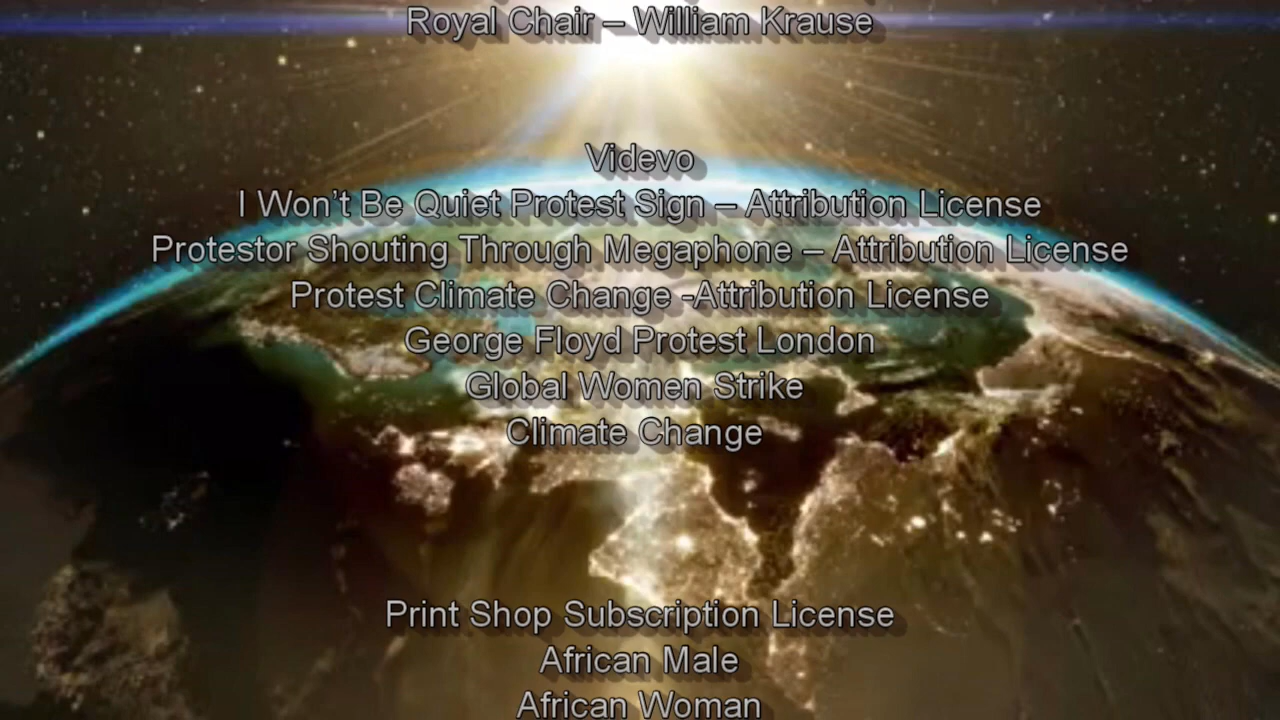 Royal Chair – William Krause
Videvo
I Won’t Be Quiet Protest Sign – Attribution License
Protestor Shouting Through Megaphone – Attribution License
Protest Climate Change -Attribution License
George Floyd Protest London
Global Women Strike
Climate Change
Print Shop Subscription License
African Male
African Woman